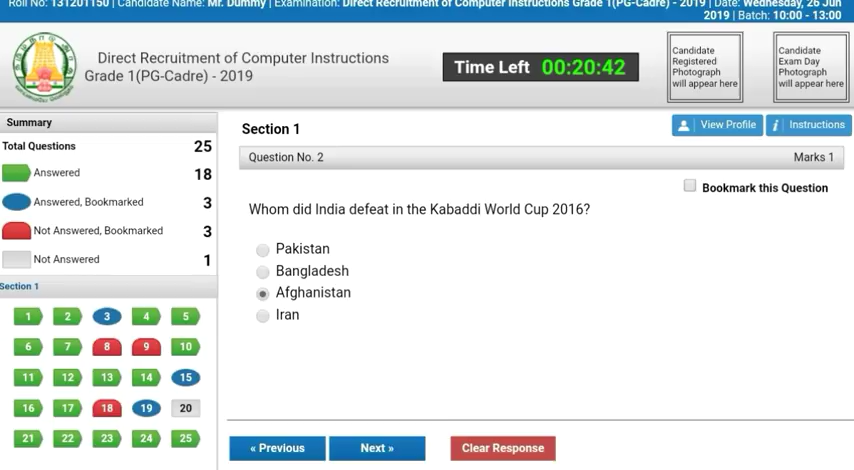 Roll No: 131201150 | Candidate Name: Mr. Dummy | Examination: Direct Recruitment of Computer Instructions Grade 1(PG-Cadre) - 2019 | Date: Wednesday, 26 Jun
2019 | Batch: 10:00 - 13:00
Direct Recruitment of Computer Instructions
Grade 1(PG-Cadre) - 2019
Time Left 00:20:42
Candidate
Registered
Photograph
will appear here
Candidate
Exam Day
Photograph
will appear here
Summary
Total Questions 25
Answered 18
Answered, Bookmarked 3
Not Answered, Bookmarked 3
Not Answered 1
Section 1
1 2 3 4 5
6 7 8 9 10
11 12 13 14 15
16 17 18 19 20
21 22 23 24 25
Section 1
View Profile
i Instructions
Question No. 2 Marks 1
Bookmark this Question
Whom did India defeat in the Kabaddi World Cup 2016?
Pakistan
Bangladesh
Afghanistan
Iran
« Previous
Next »
Clear Response